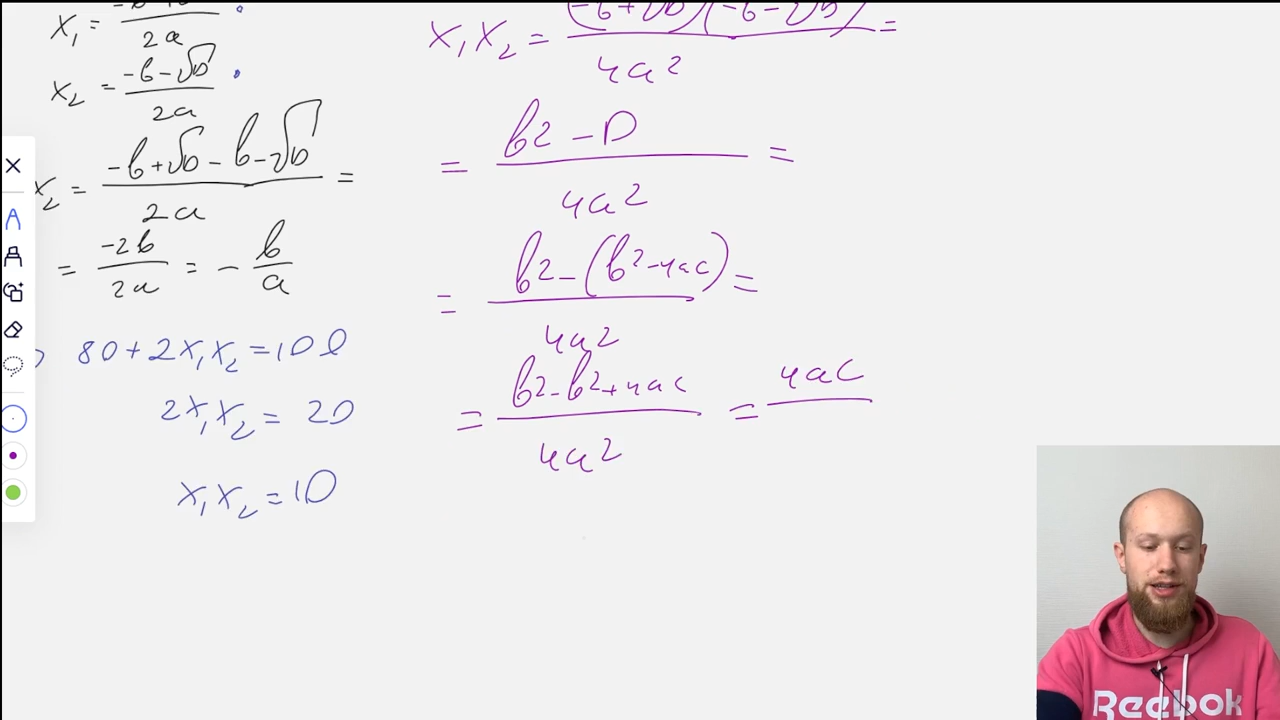 x₁ = 2a
x₂ = (-b-√D)/2a
x₂ = (-b+√D-b-√D)/2a =
= -2b/2a = -b/a
80+2x₁x₂=100
2x₁x₂= 20
x₁x₂=10
x₁x₂ = (-b+√D)(-b-√D)/4a² =
= (b²-D)/4a² =
= (b²-(b²-4ac))/4a² =
= (b²-b²+4ac)/4a² = 4ac
Reebok